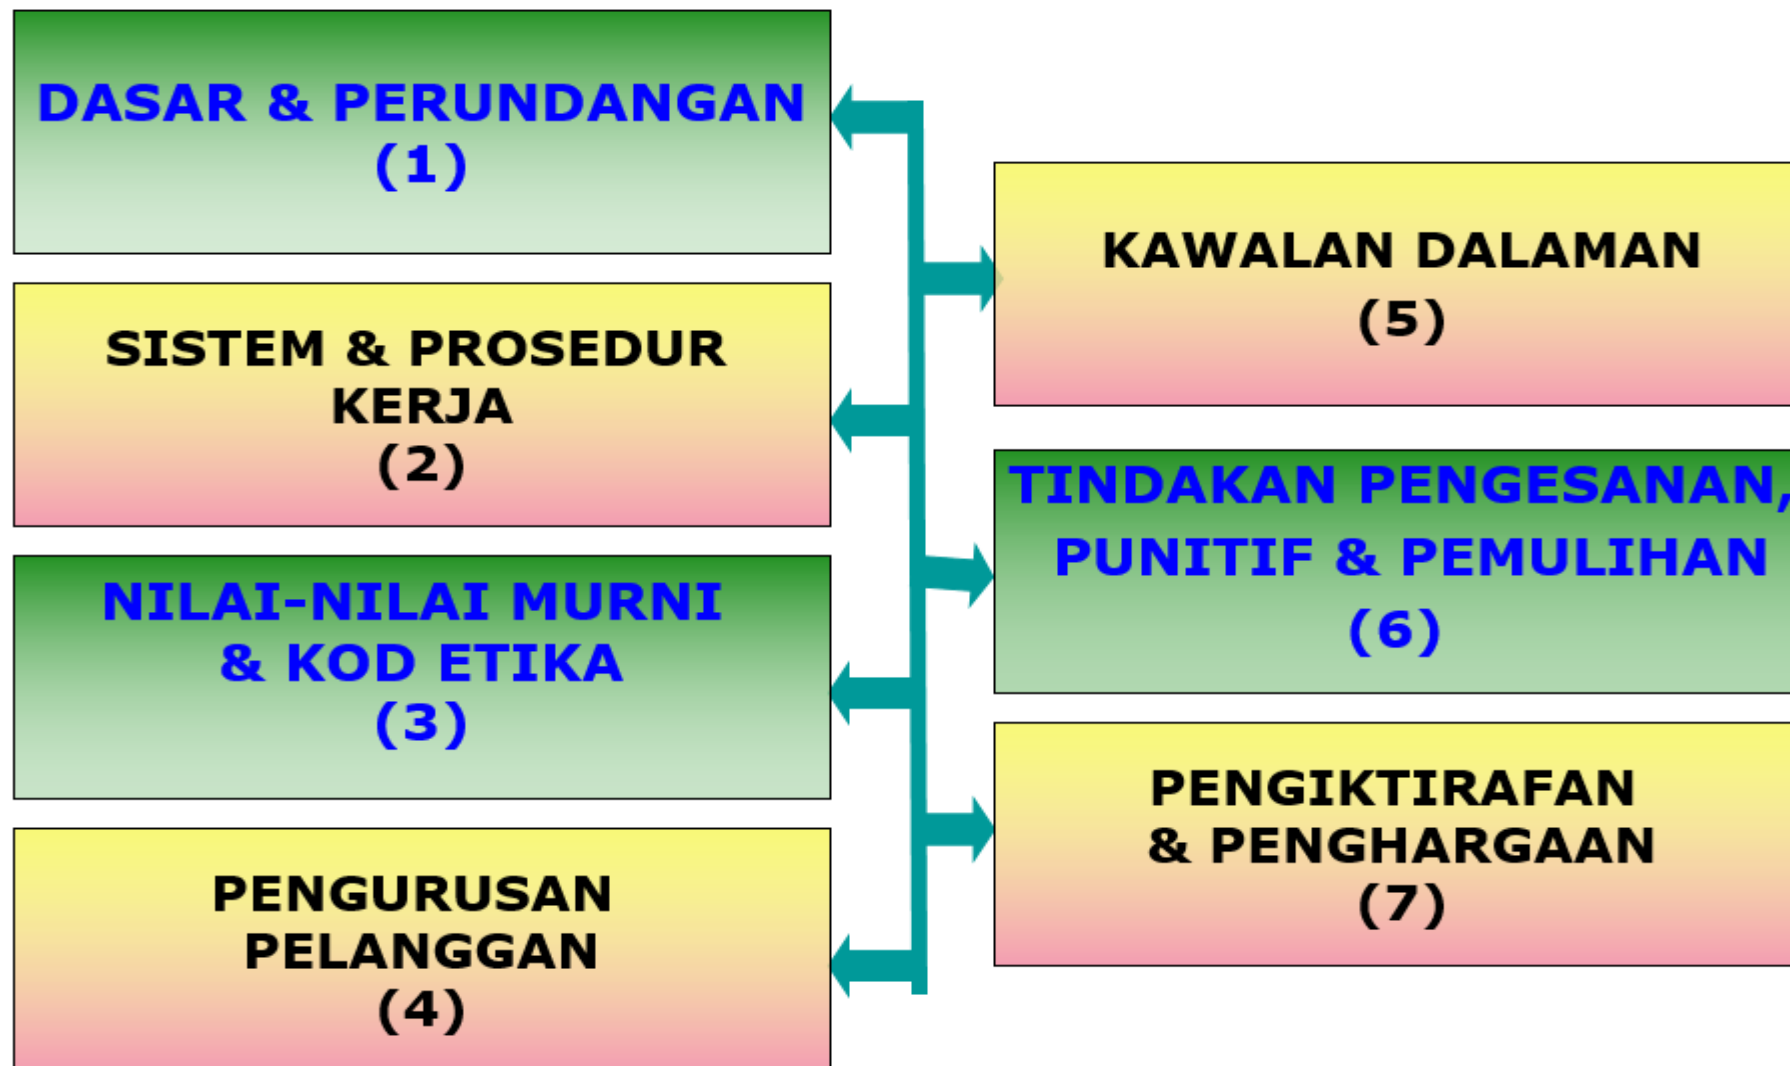 DASAR & PERUNDANGAN
(1)
SISTEM & PROSEDUR
KERJA
(2)
NILAI-NILAI MURNI
& KOD ETIKA
(3)
PENGURUSAN
PELANGGAN
(4)
KAWALAN DALAMAN
(5)
TINDAKAN PENGESANAN,
PUNITIF & PEMULIHAN
(6)
PENGIKTIRAFAN
& PENGHARGAAN
(7)